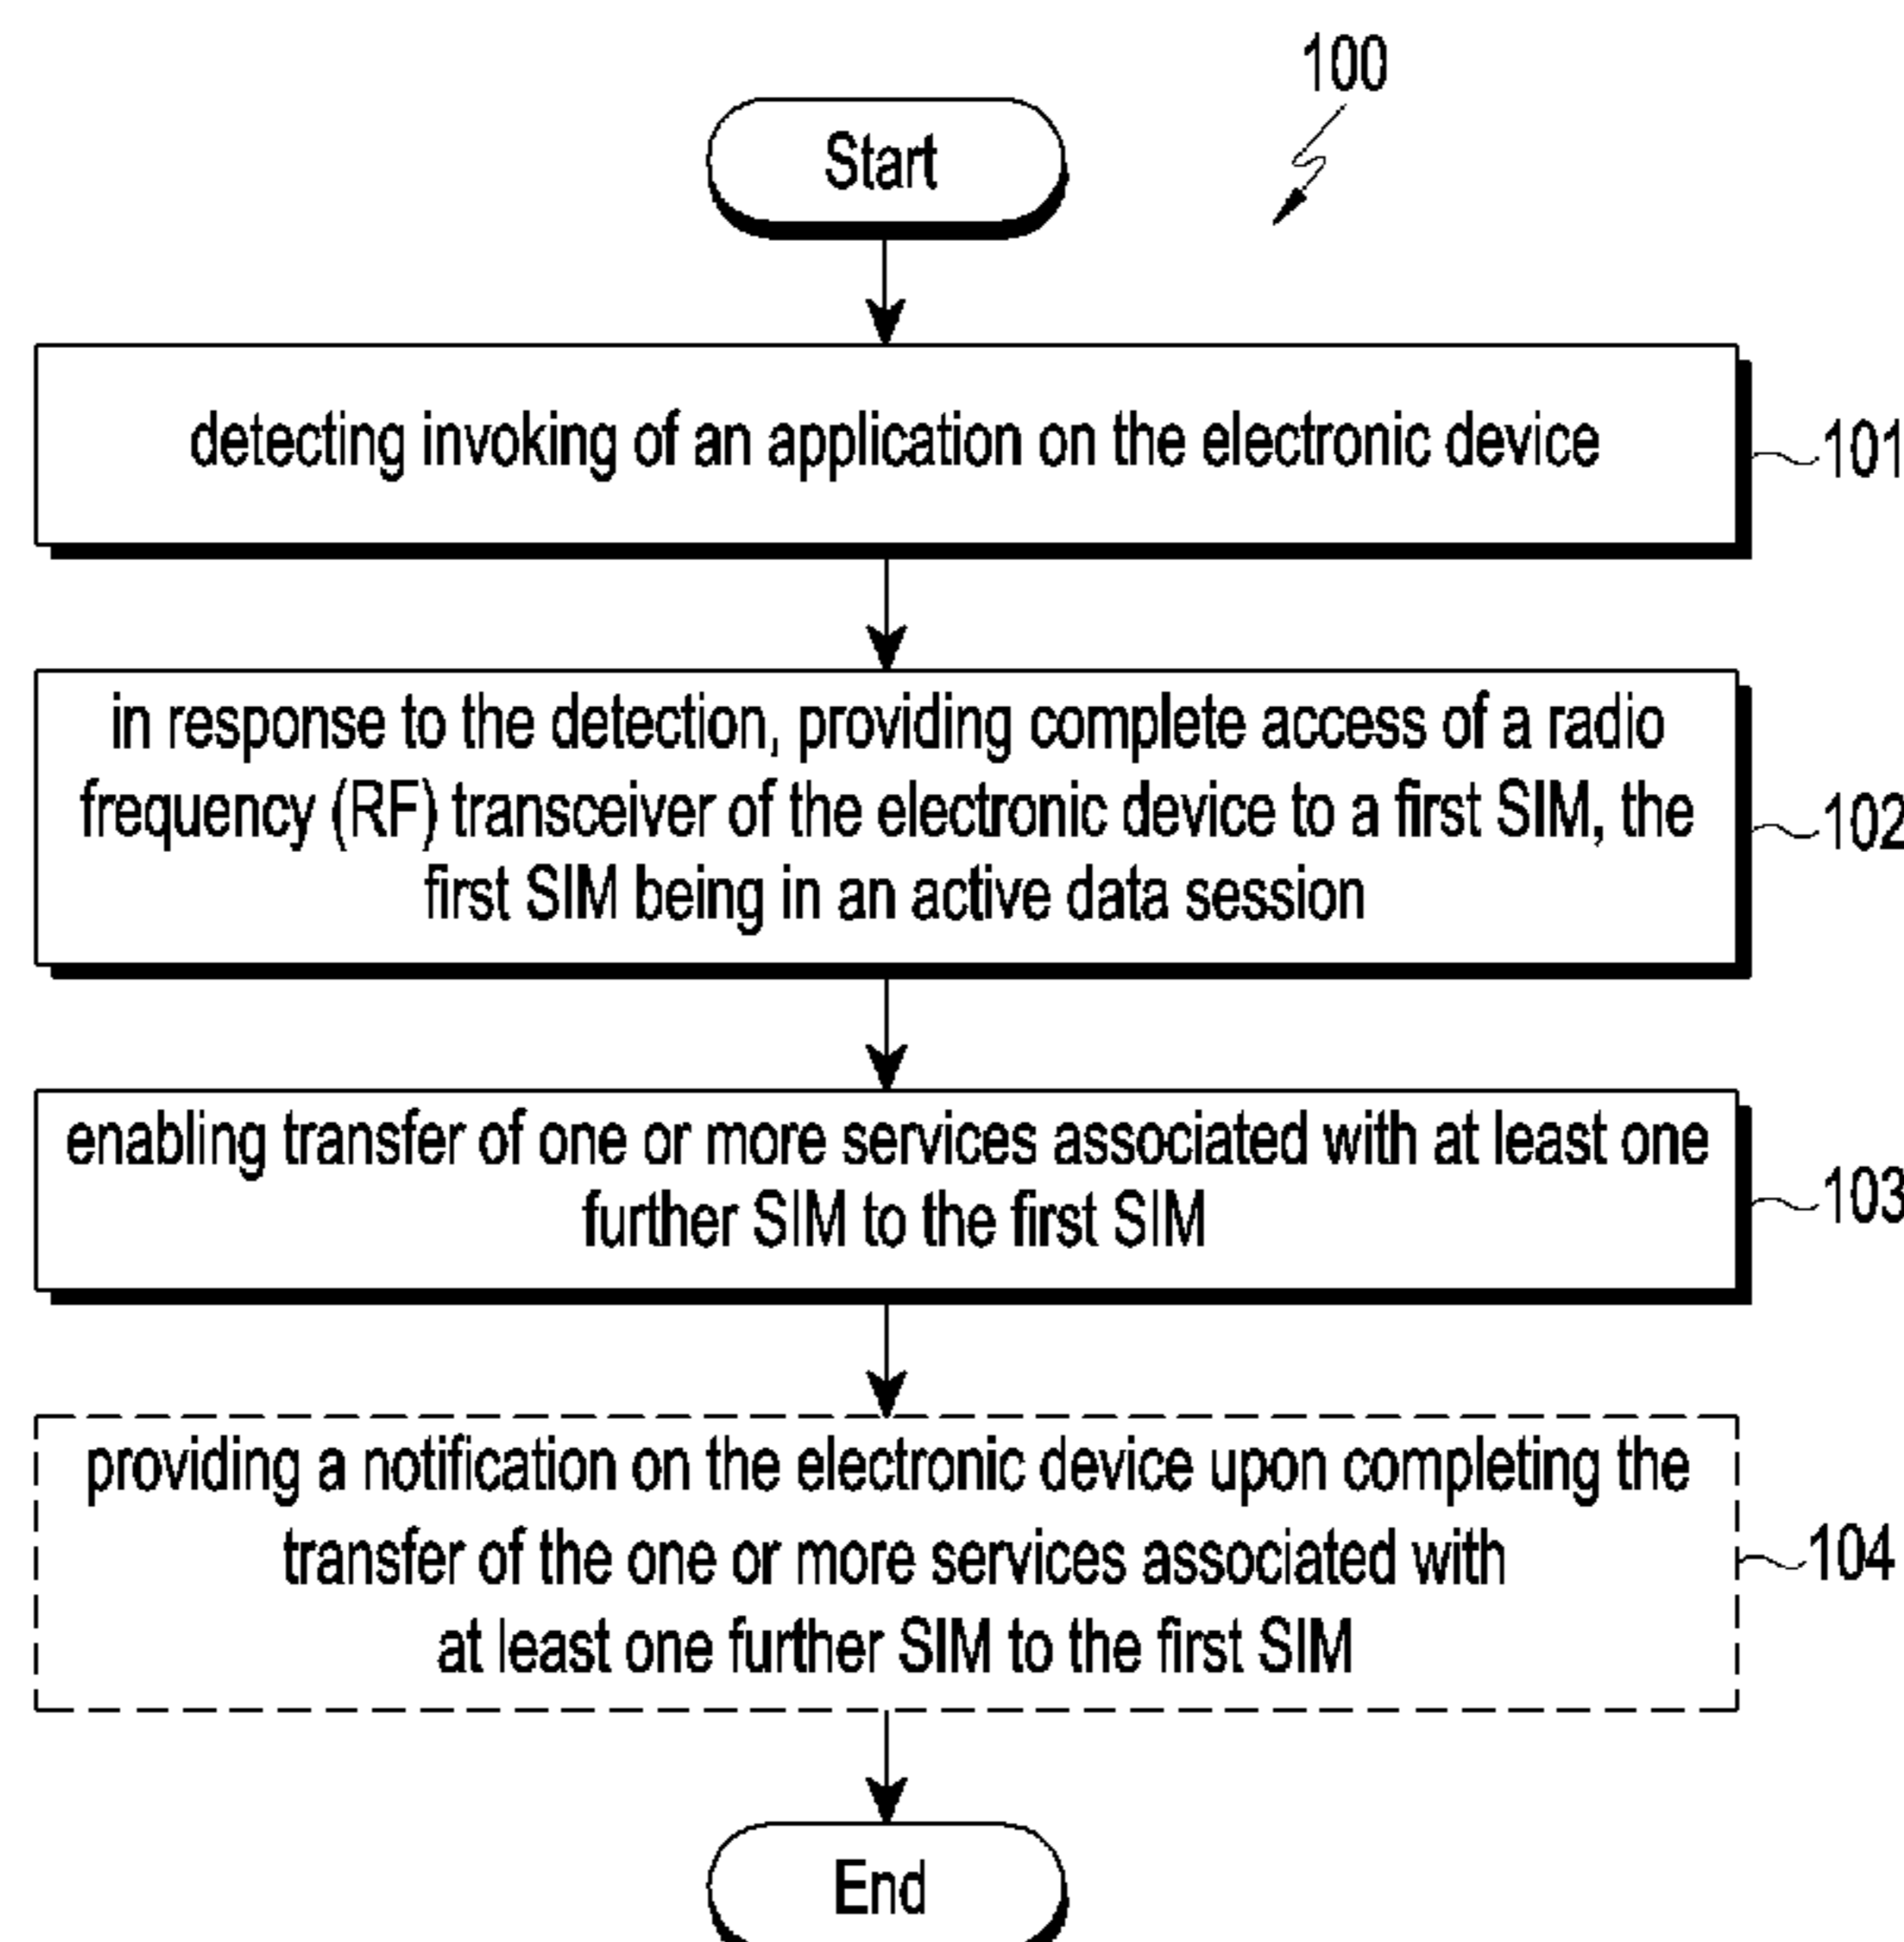 100
Start
detecting invoking of an application on the electronic device
101
in response to the detection, providing complete access of a radio
frequency (RF) transceiver of the electronic device to a first SIM, the
first SIM being in an active data session
102
enabling transfer of one or more services associated with at least one
further SIM to the first SIM
103
providing a notification on the electronic device upon completing the
transfer of the one or more services associated with
at least one further SIM to the first SIM
104
End